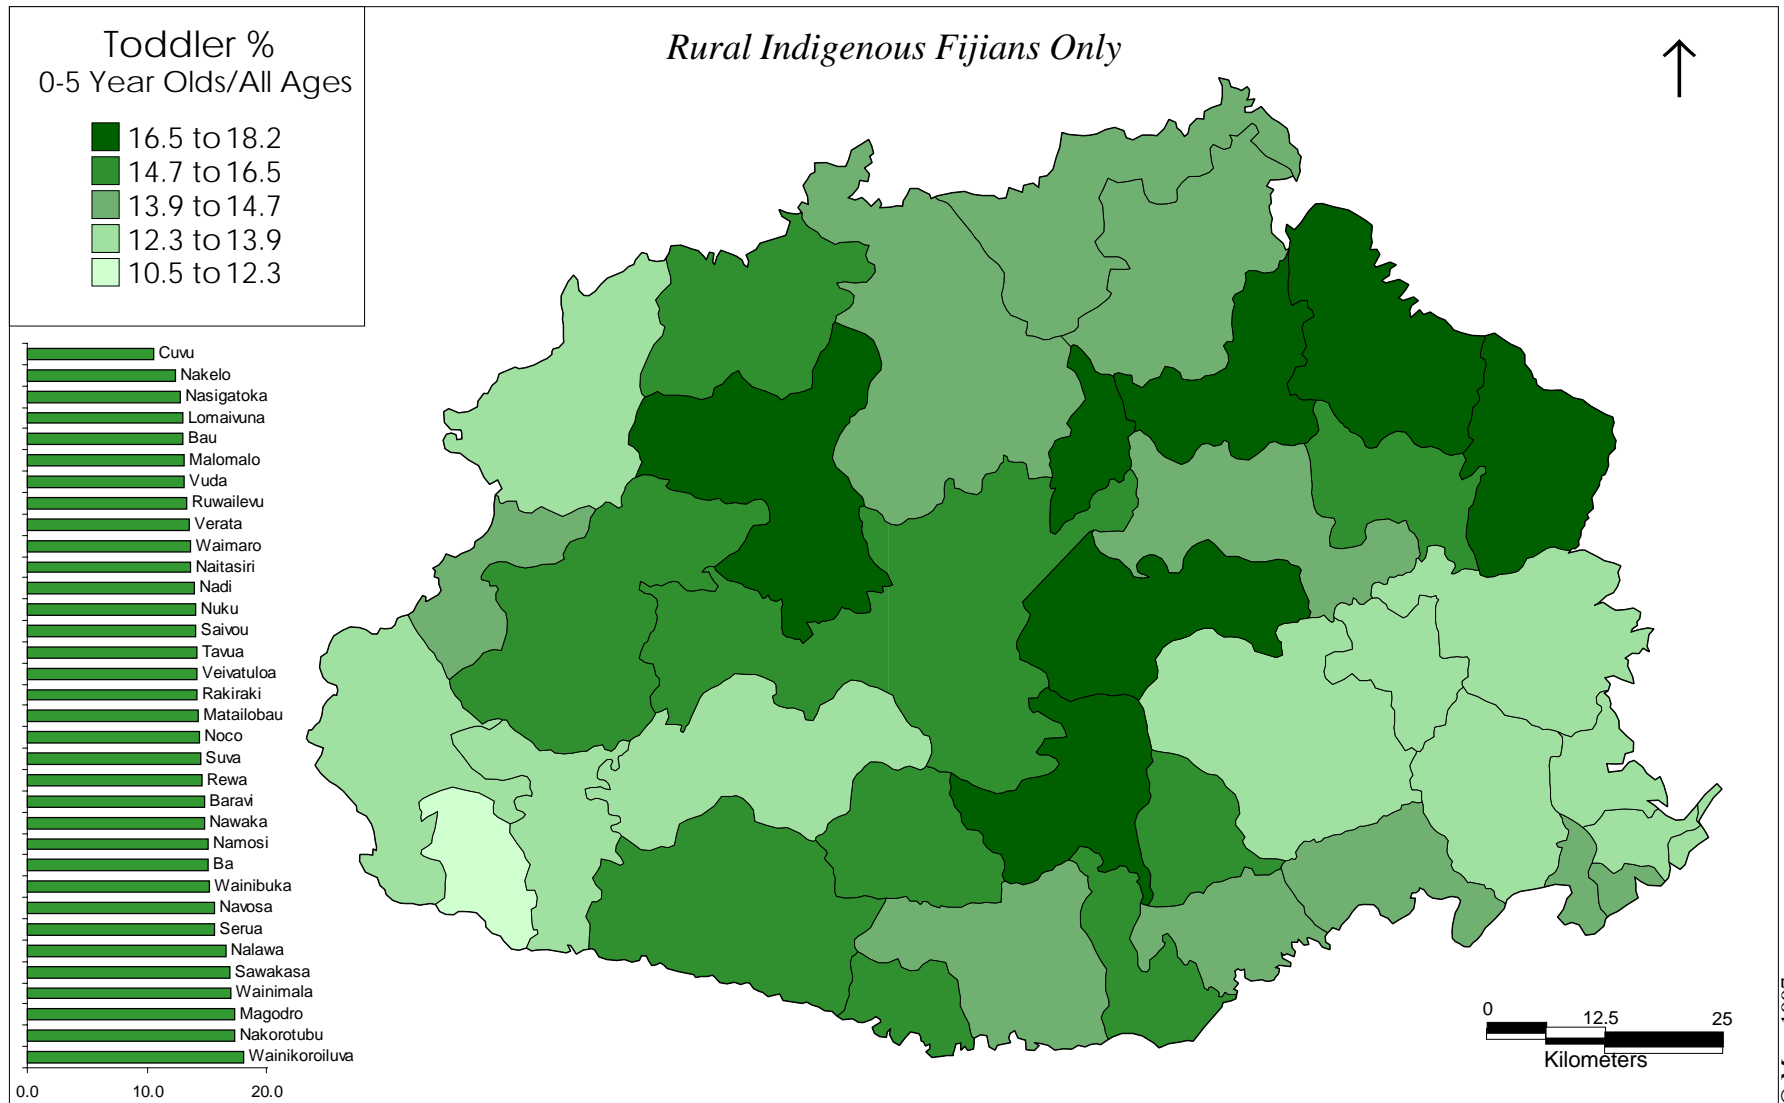 Toddler %
0-5 Year Olds/All Ages
16.5 to 18.2
14.7 to 16.5
13.9 to 14.7
12.3 to 13.9
10.5 to 12.3
Rural Indigenous Fijians Only
Cuvu
Nakelo
Nasigatoka
Lomaivuna
Bau
Malomalo
Vuda
Ruwailevu
Verata
Waimaro
Naitasiri
Nadi
Nuku
Saivou
Tavua
Veivatuloa
Rakiraki
Matailobau
Noco
Suva
Rewa
Baravi
Nawaka
Namosi
Ba
Wainibuka
Navosa
Serua
Nalawa
Sawakasa
Wainimala
Magodro
Nakorotubu
Wainikoroiluva
0.0 10.0 20.0
0 12.5 25
Kilometers